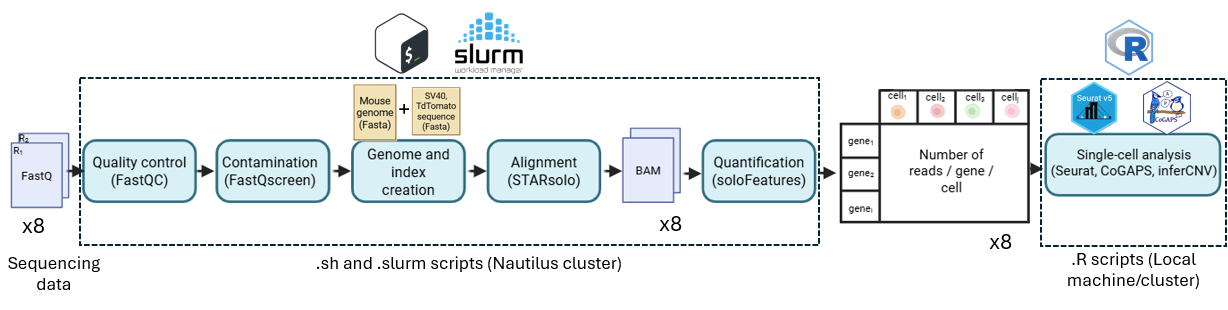 $_
slurm
workload manager
R
Mouse
genome
(Fasta)
+
SV40,
TdTomato
sequence
(Fasta)
cell₁
cell₂
cell₃
cellⱼ
Seurat v5
A
P
CoGAPS
R₂
R₁
FastQ
Quality control
(FastQC)
Contamination
(FastQscreen)
Genome and
index
creation
Alignment
(STARsolo)
BAM
Quantification
(soloFeatures)
gene₁
gene₂
geneᵢ
Number of
reads / gene /
cell
Single-cell analysis
(Seurat, CoGAPS, inferCNV)
x8
x8
x8
Sequencing
data
.sh and .slurm scripts (Nautilus cluster)
.R scripts (Local
machine/cluster)